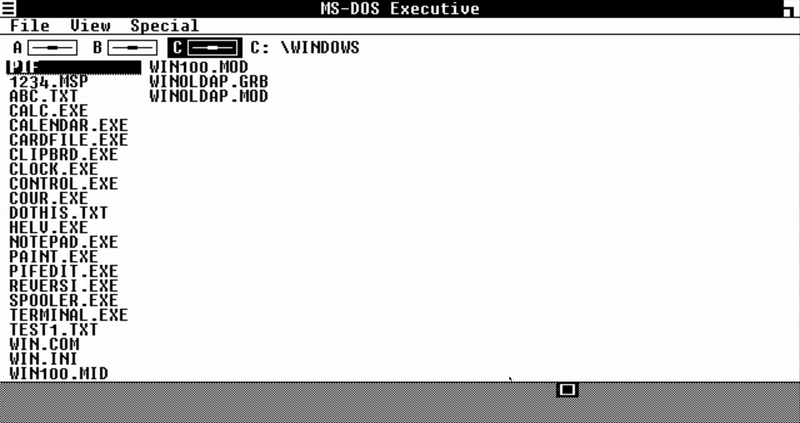 MS-DOS Executive
File View Special
A B C C: \WINDOWS
PIF
1234.MSP
ABC.TXT
CALC.EXE
CALENDAR.EXE
CARDFILE.EXE
CLIPBRD.EXE
CLOCK.EXE
CONTROL.EXE
COUR.EXE
DOTHIS.TXT
HELV.EXE
NOTEPAD.EXE
PAINT.EXE
PIFEDIT.EXE
REVERSI.EXE
SPOOLER.EXE
TERMINAL.EXE
TEST1.TXT
WIN.COM
WIN.INI
WIN100.MID
WIN100.MOD
WINOLDAP.GRB
WINOLDAP.MOD